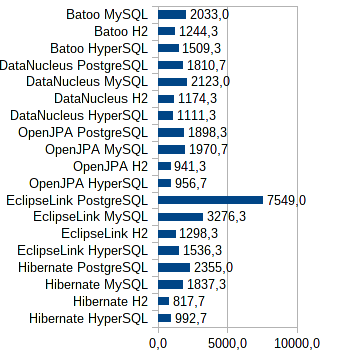 Batoo MySQL 2033,0
Batoo H2 1244,3
Batoo HyperSQL 1509,3
DataNucleus PostgreSQL 1810,7
DataNucleus MySQL 2123,0
DataNucleus H2 1174,3
DataNucleus HyperSQL 1111,3
OpenJPA PostgreSQL 1898,3
OpenJPA MySQL 1970,7
OpenJPA H2 941,3
OpenJPA HyperSQL 956,7
EclipseLink PostgreSQL 7549,0
EclipseLink MySQL 3276,3
EclipseLink H2 1298,3
EclipseLink HyperSQL 1536,3
Hibernate PostgreSQL 2355,0
Hibernate MySQL 1837,3
Hibernate H2 817,7
Hibernate HyperSQL 992,7
0,0 5000,0 10000,0